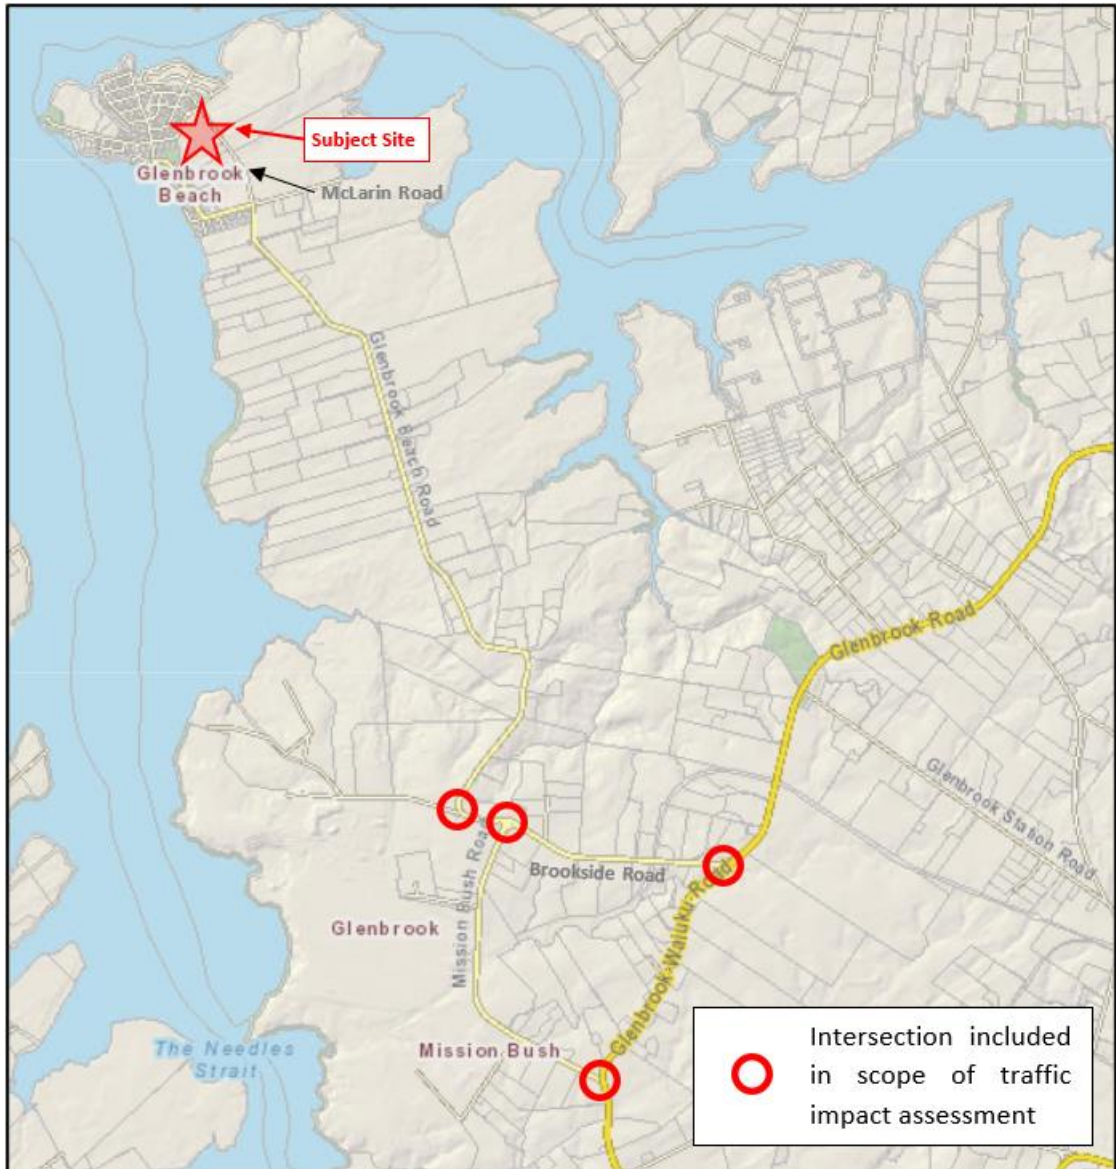 Subject Site
Glenbrook
Beach
McLarin Road
Glenbrook Beach Road
Glenbrook Road
Glenbrook Station Road
Brookside Road
Mission Bush Road
Glenbrook
Glenbrook-Waiuku-Road
Mission Bush
The Needles
Strait
Intersection included
in scope of traffic
impact assessment